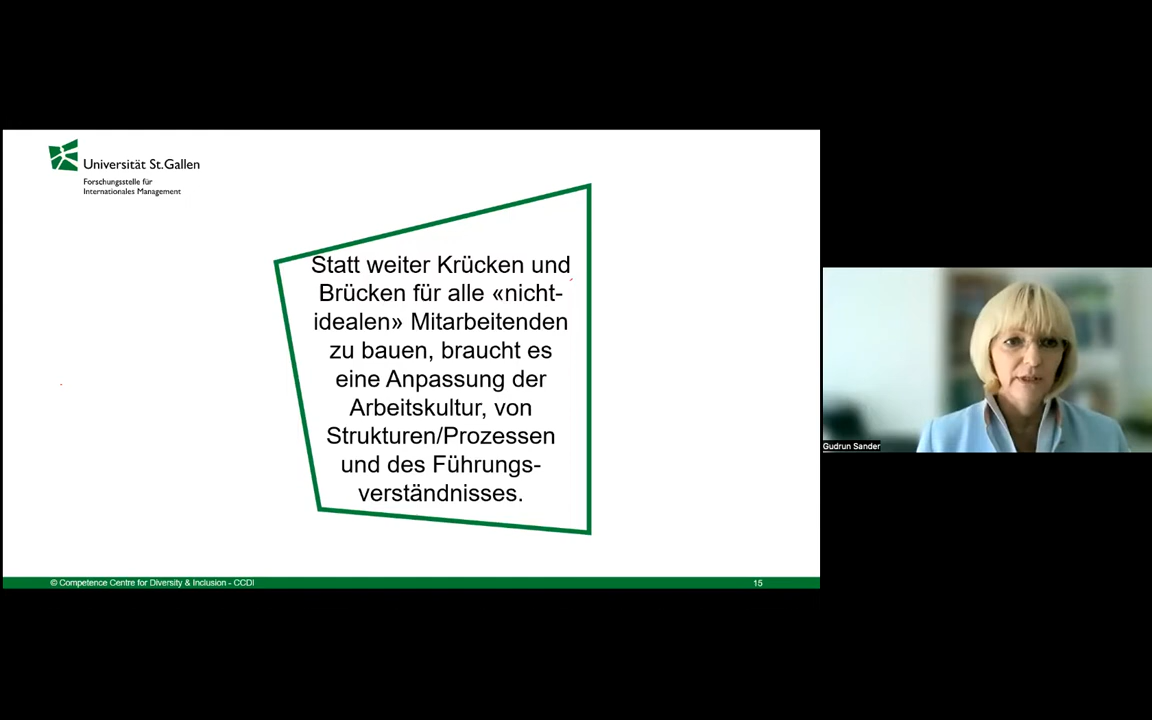 Universität St.Gallen
Forschungsstelle für
Internationales Management
Statt weiter Krücken und
Brücken für alle «nicht-
idealen» Mitarbeitenden
zu bauen, braucht es
eine Anpassung der
Arbeitskultur, von
Strukturen/Prozessen
und des Führungs-
verständnisses.
© Competence Centre for Diversity & Inclusion - CCDI
15
Gudrun Sander